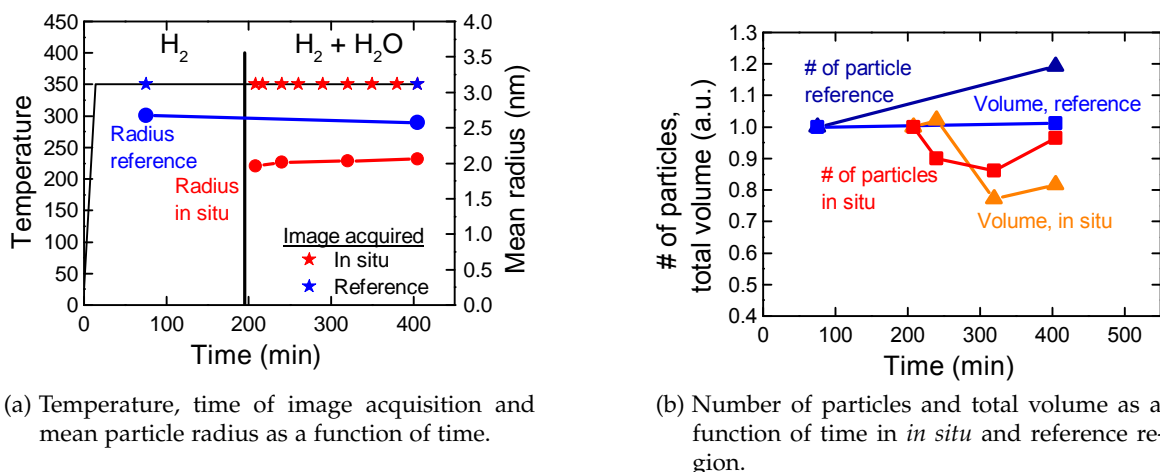 H2
H2 + H2O
450
400
350
300
250
200
150
100
50
0
Temperature
4.0
3.5
3.0
2.5
2.0
1.5
1.0
0.5
0.0
Mean radius (nm)
Radius
reference
Radius
in situ
Image acquired
In situ
Reference
0
100
200
300
400
Time (min)
1.3
1.2
1.1
1.0
0.9
0.8
0.7
0.6
0.5
0.4
# of particles,
total volume (a.u.)
# of particle
reference
Volume, reference
# of particles
in situ
Volume, in situ
0
100
200
300
400
500
Time (min)
(a) Temperature, time of image acquisition and
mean particle radius as a function of time.
(b) Number of particles and total volume as a
function of time in in situ and reference re-
gion.